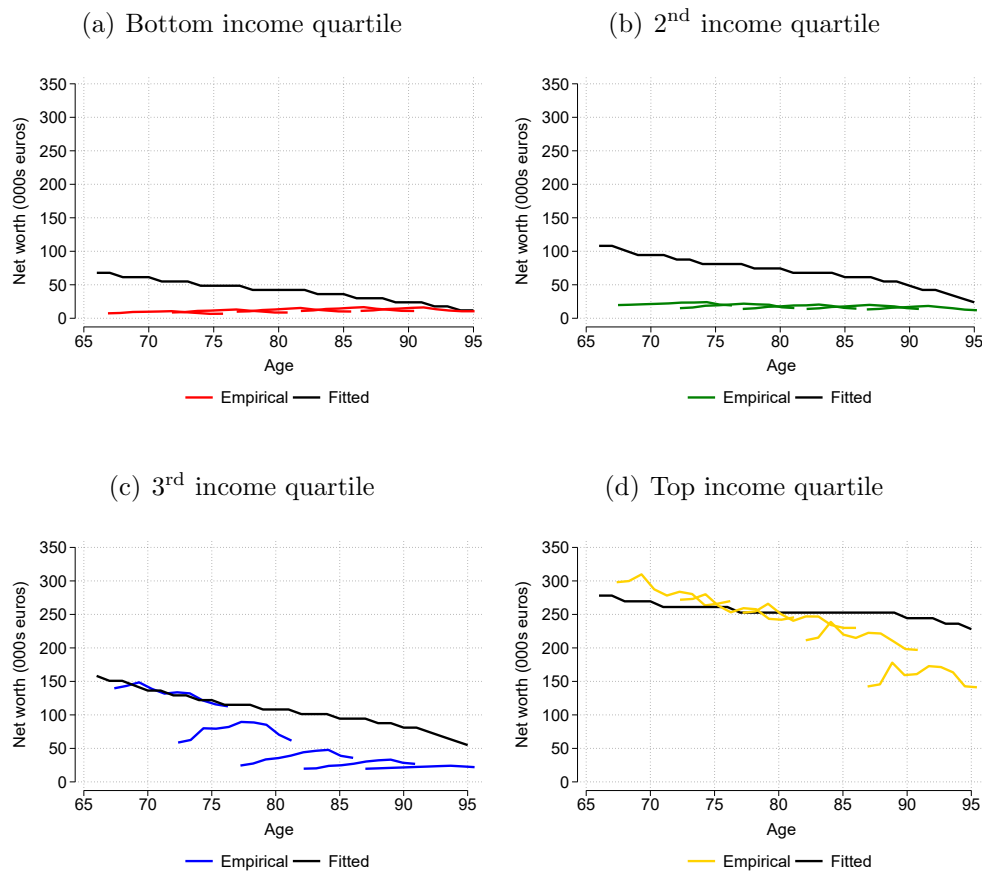 (a) Bottom income quartile
350
300
250
200
150
100
50
0
Net worth (000s euros)
65 70 75 80 85 90 95
Age
Empirical Fitted
(b) 2nd income quartile
350
300
250
200
150
100
50
0
Net worth (000s euros)
65 70 75 80 85 90 95
Age
Empirical Fitted
(c) 3rd income quartile
350
300
250
200
150
100
50
0
Net worth (000s euros)
65 70 75 80 85 90 95
Age
Empirical Fitted
(d) Top income quartile
350
300
250
200
150
100
50
0
Net worth (000s euros)
65 70 75 80 85 90 95
Age
Empirical Fitted